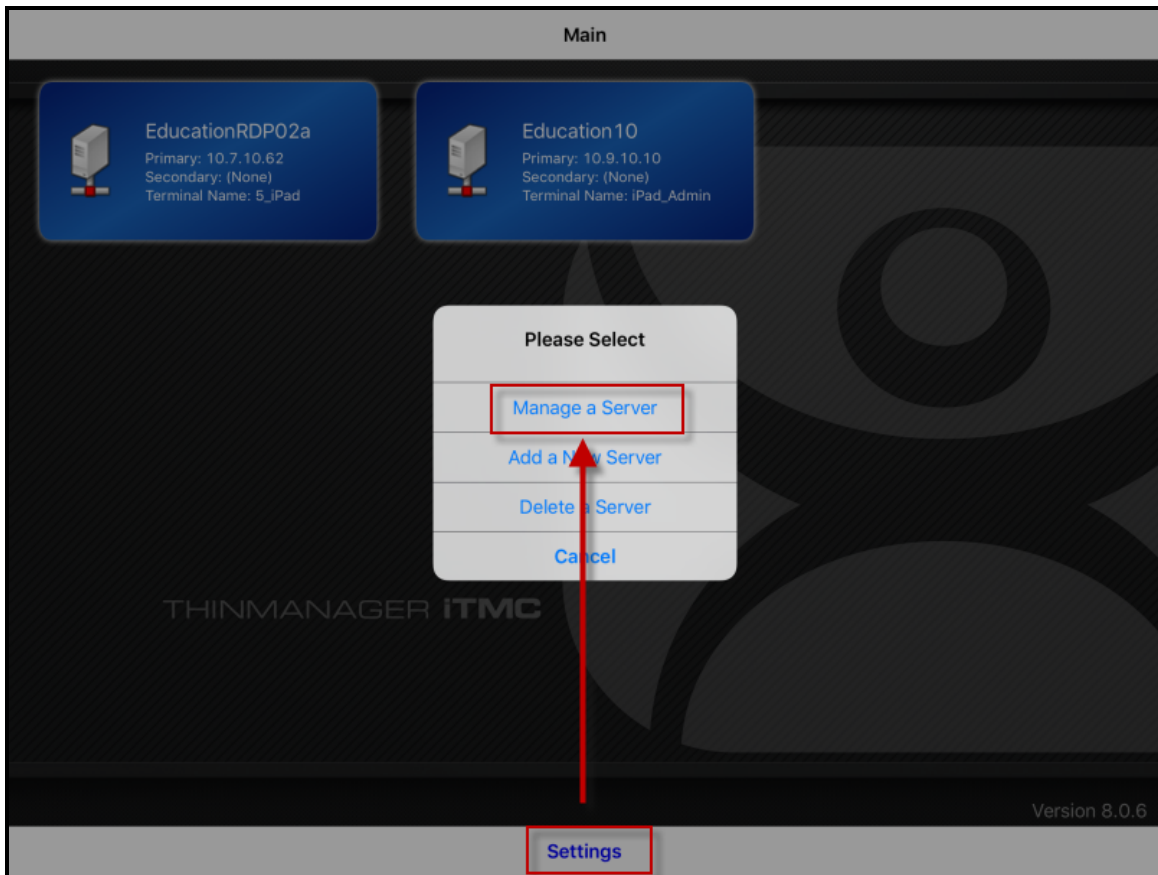 Main
EducationRDP02a
Primary: 10.7.10.62
Secondary: (None)
Terminal Name: 5_iPad
Education10
Primary: 10.9.10.10
Secondary: (None)
Terminal Name: iPad_Admin
Please Select
Manage a Server
Add a New Server
Delete a Server
Cancel
THINMANAGER iTMC
Version 8.0.6
Settings